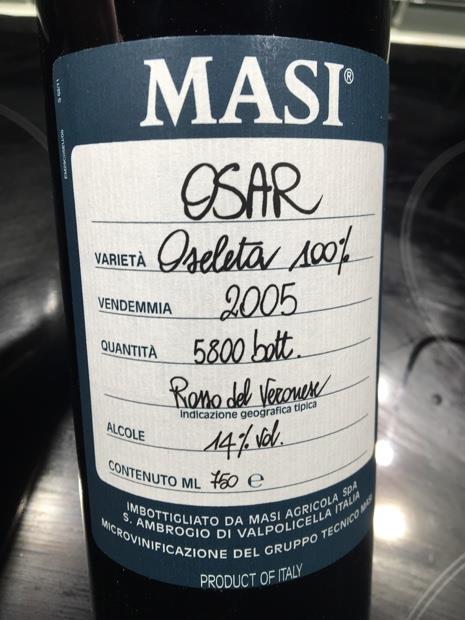 MASI®
OSAR
VARIETÀ Oseleta 100%
VENDEMMIA 2005
QUANTITÀ 5800 bott.
Rosso del Veronese
indicazione geografica tipica
ALCOLE 14% vol.
CONTENUTO ML 750 e
IMBOTTIGLIATO DA MASI AGRICOLA SPA
S. AMBROGIO DI VALPOLICELLA ITALIA
MICROVINIFICAZIONE DEL GRUPPO TECNICO MASI
PRODUCT OF ITALY